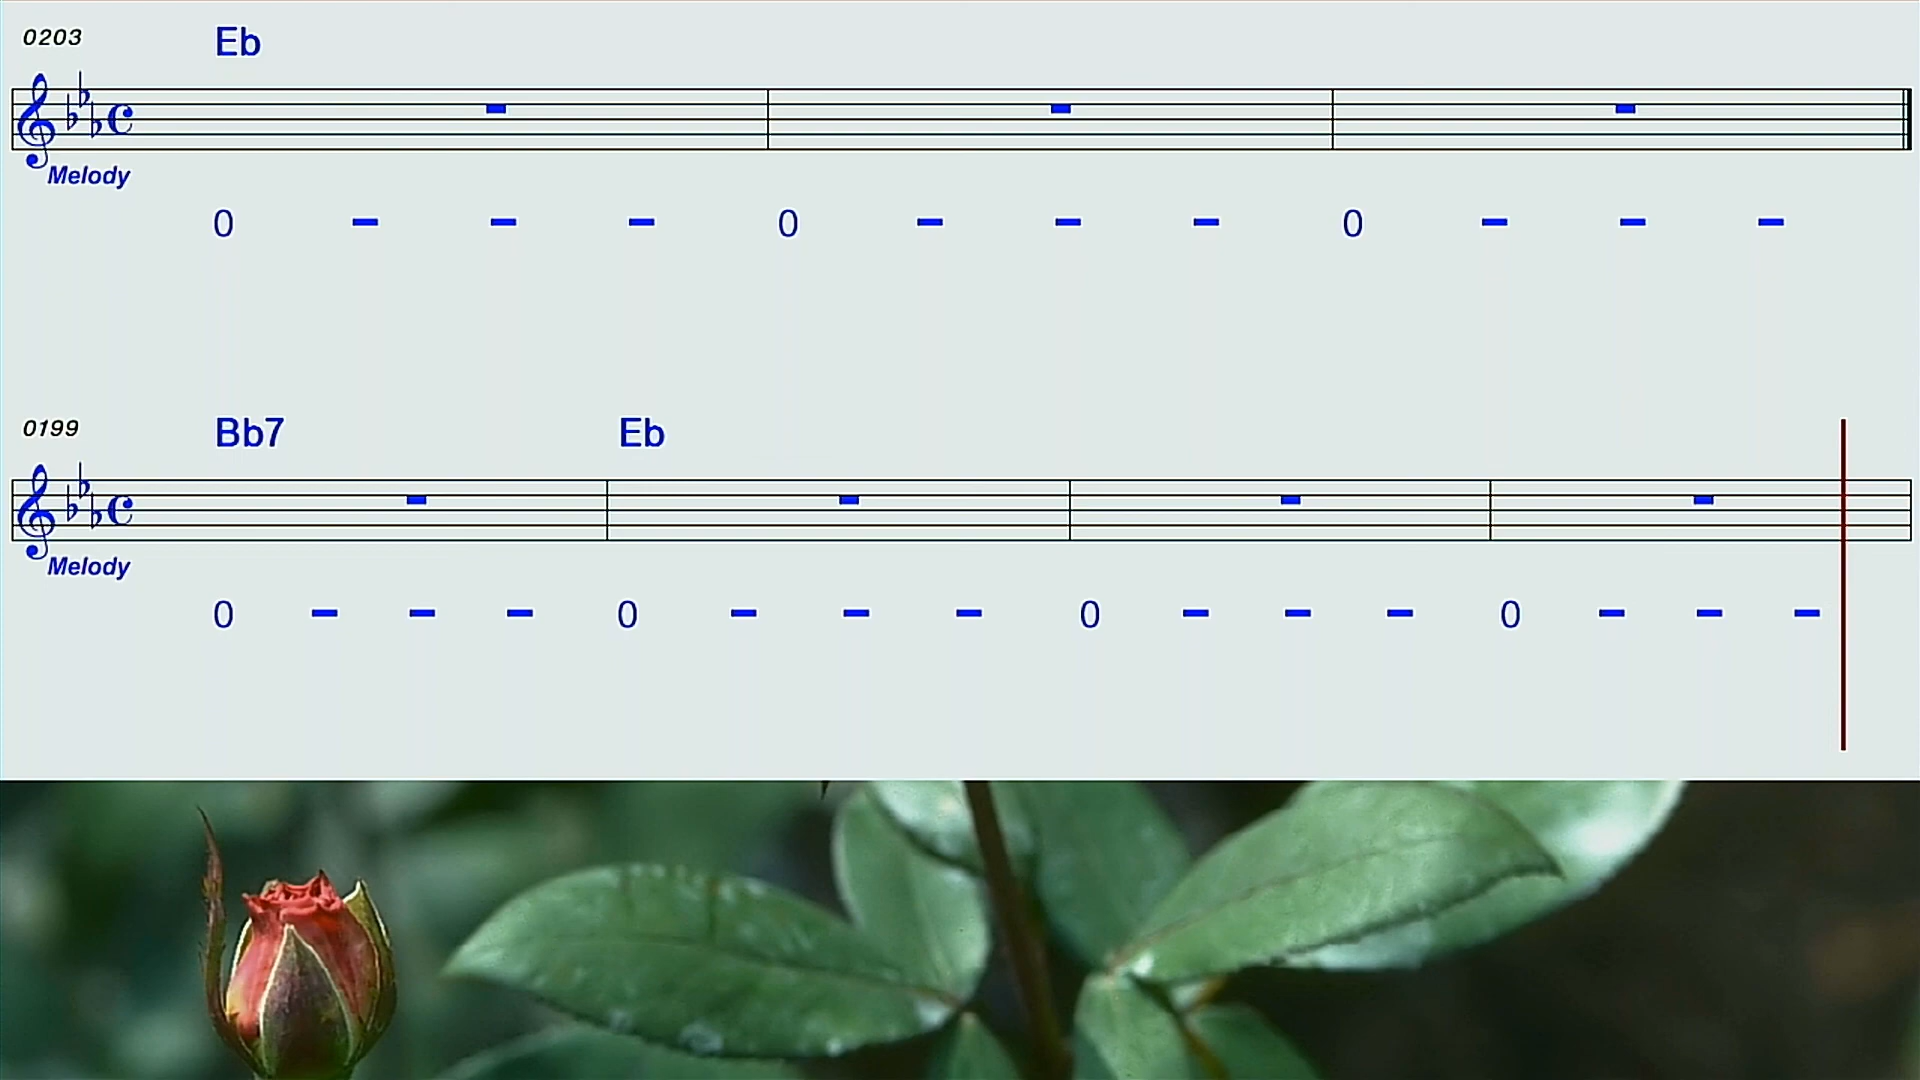 0203 Eb
Melody
0 - - - 0 - - - 0 - - -
0199 Bb7 Eb
Melody
0 - - - 0 - - - 0 - - - 0 - - -